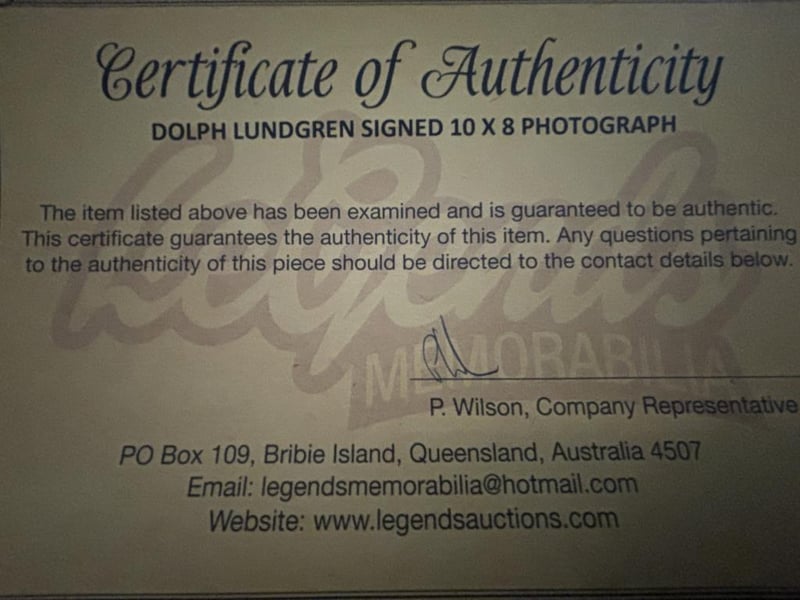 Certificate of Authenticity
DOLPH LUNDGREN SIGNED 10 X 8 PHOTOGRAPH
The item listed above has been examined and is guaranteed to be authentic.
This certificate guarantees the authenticity of this item. Any questions pertaining
to the authenticity of this piece should be directed to the contact details below.
Legends
MEMORABILIA
P. Wilson, Company Representative
PO Box 109, Bribie Island, Queensland, Australia 4507
Email: legendsmemorabilia@hotmail.com
Website: www.legendsauctions.com